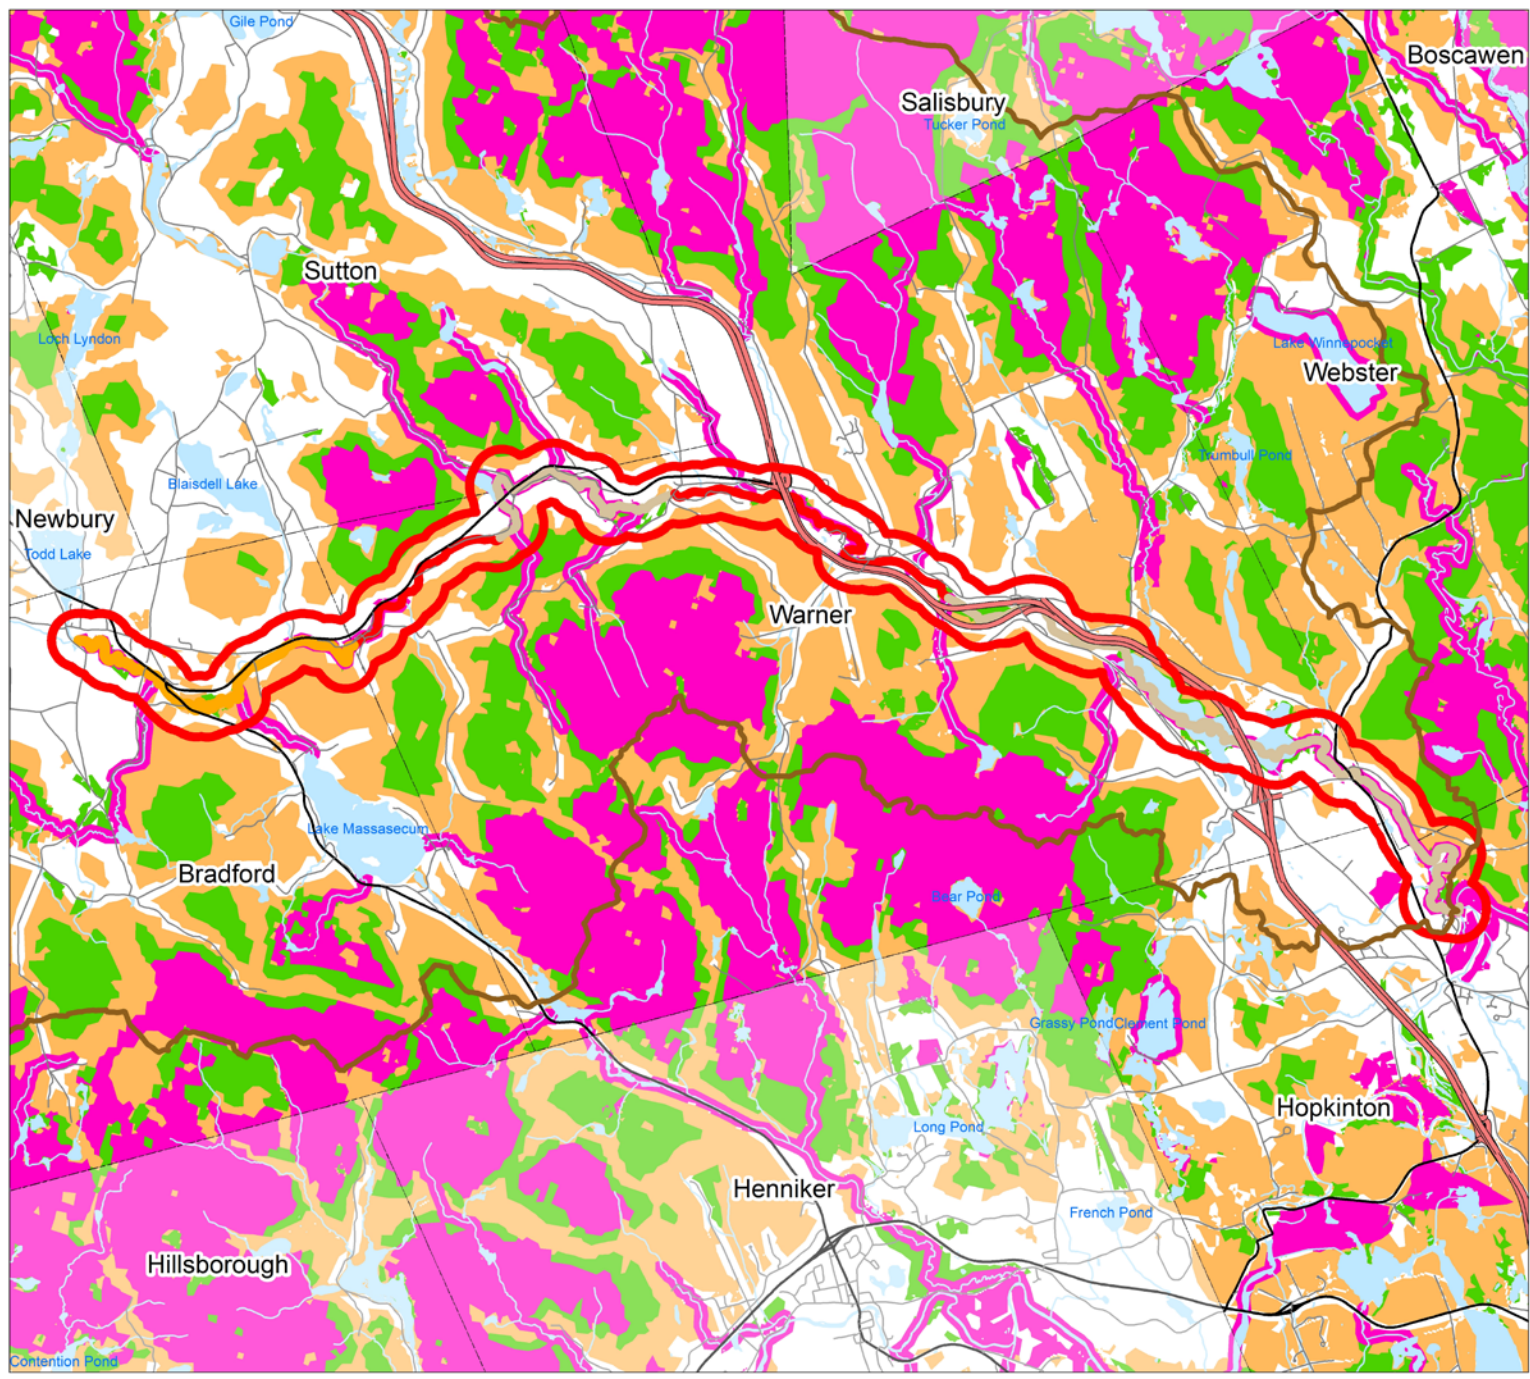 Gile Pond
Boscawen
Salisbury
Tucker Pond
Sutton
Loch Lyndon
Lake Winnepocket
Webster
Trumbull Pond
Blaisdell Lake
Newbury
Todd Lake
Warner
Lake Massasecum
Bradford
Bear Pond
Grassy Pond
Clement Pond
Hopkinton
Long Pond
Henniker
French Pond
Hillsborough
Contention Pond